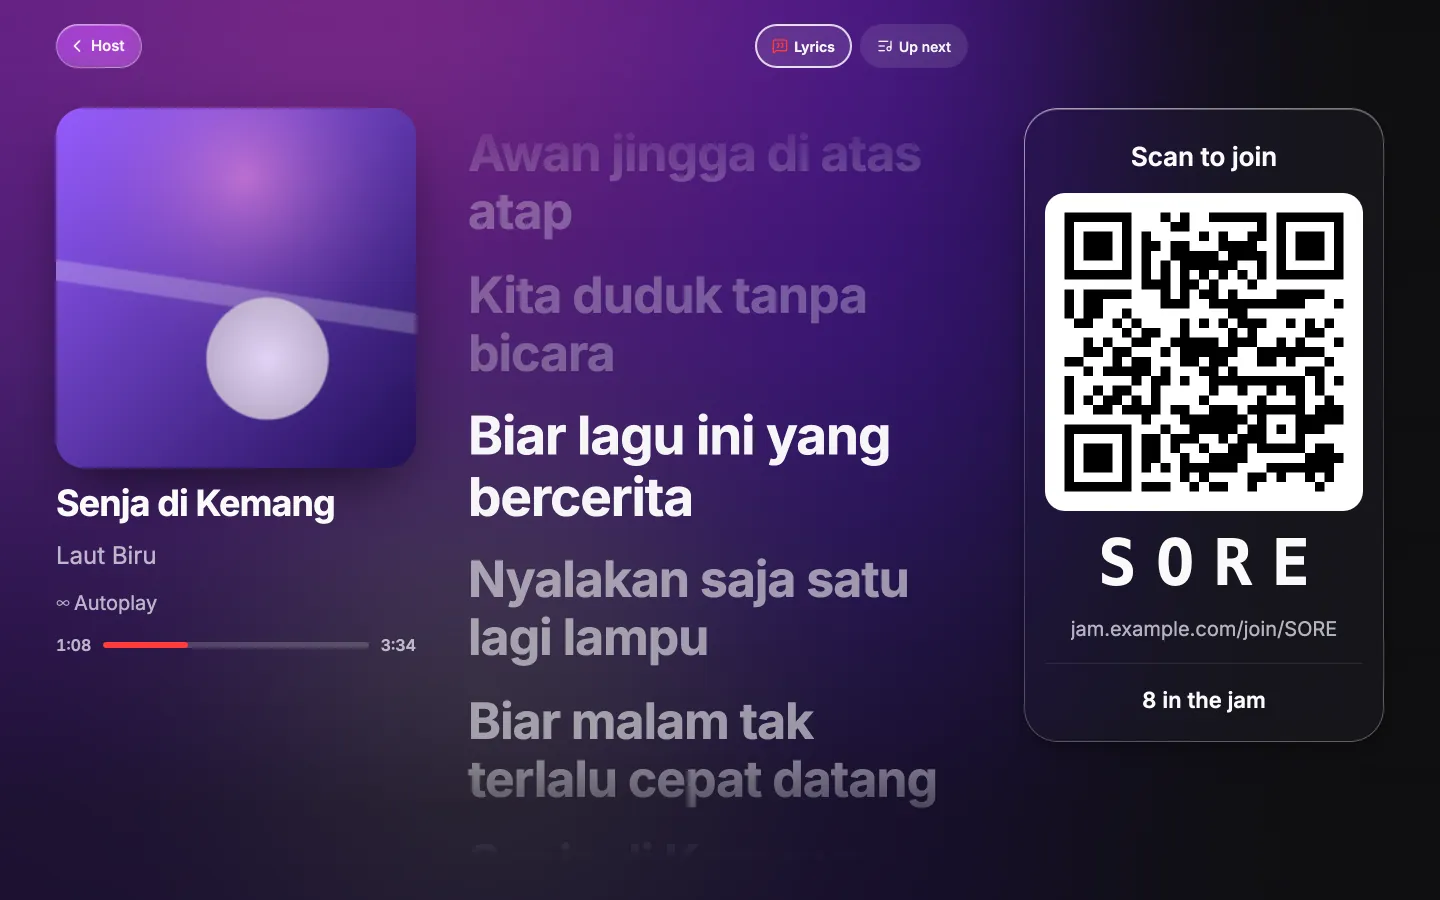 Host
Lyrics
Up next
Senja di Kemang
Laut Biru
∞ Autoplay
1:08
3:34
Awan jingga di atas
atap
Kita duduk tanpa
bicara
Biar lagu ini yang
bercerita
Nyalakan saja satu
lagi lampu
Biar malam tak
terlalu cepat datang
Scan to join
SORE
jam.example.com/join/SORE
8 in the jam